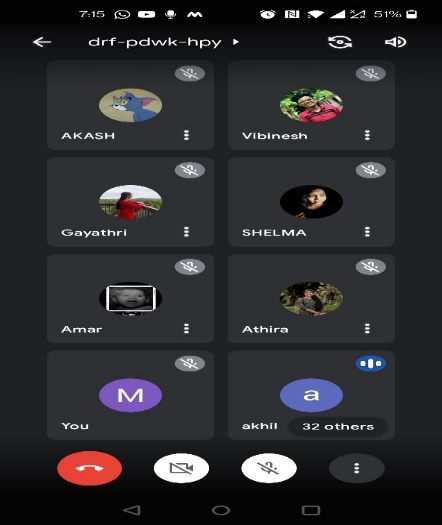 7:15 51%
drf-pdwk-hpy
AKASH Vibinesh
Gayathri SHELMA
Amar Athira
M a
You akhil 32 others